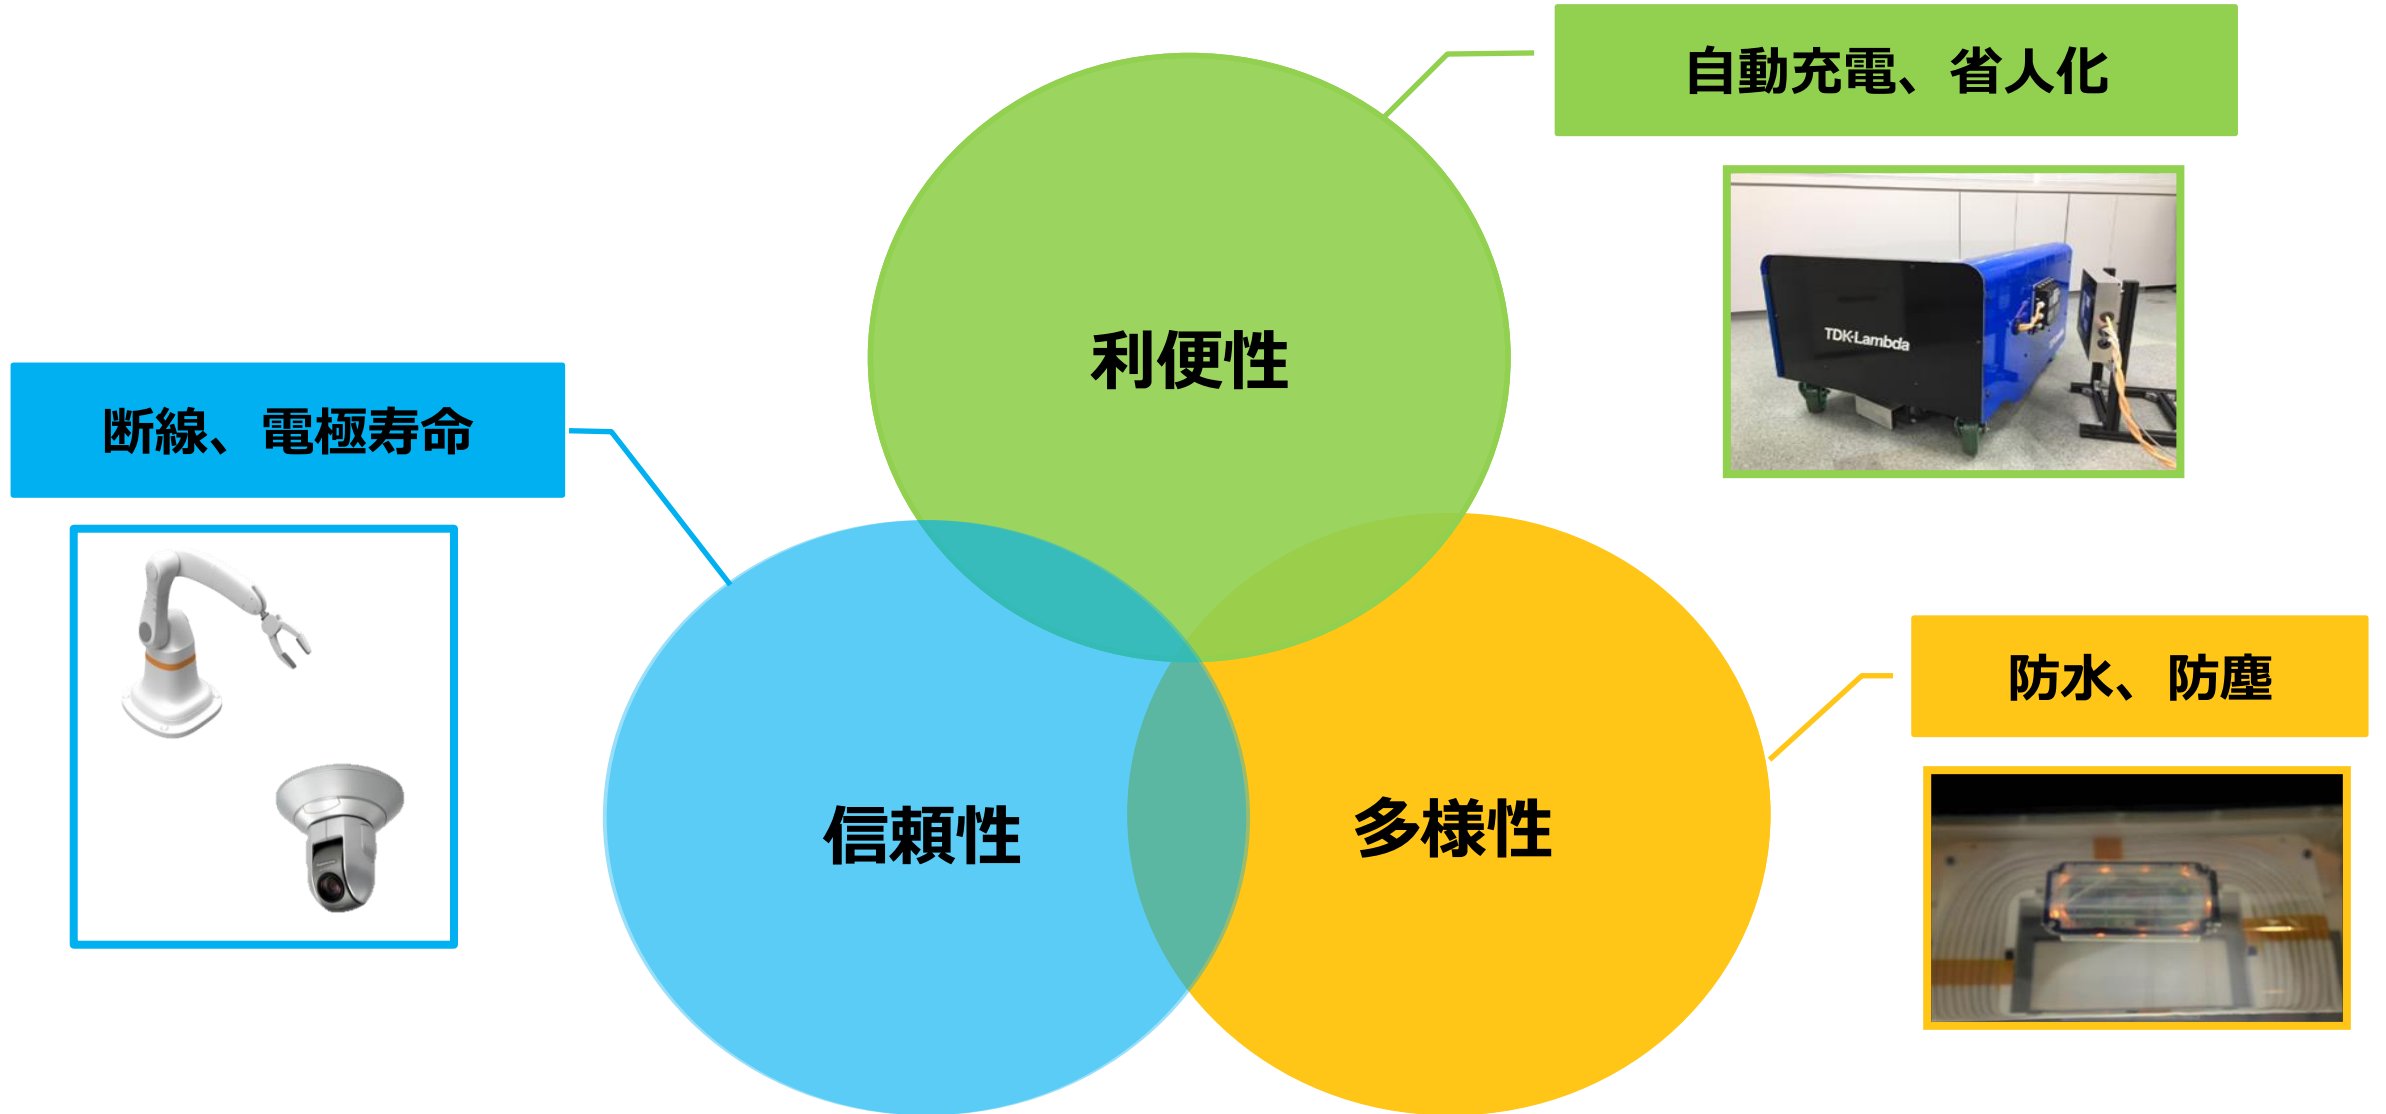 自動充電、省人化
利便性
TDK-Lambda
断線、電極寿命
防水、防塵
信頼性
多様性